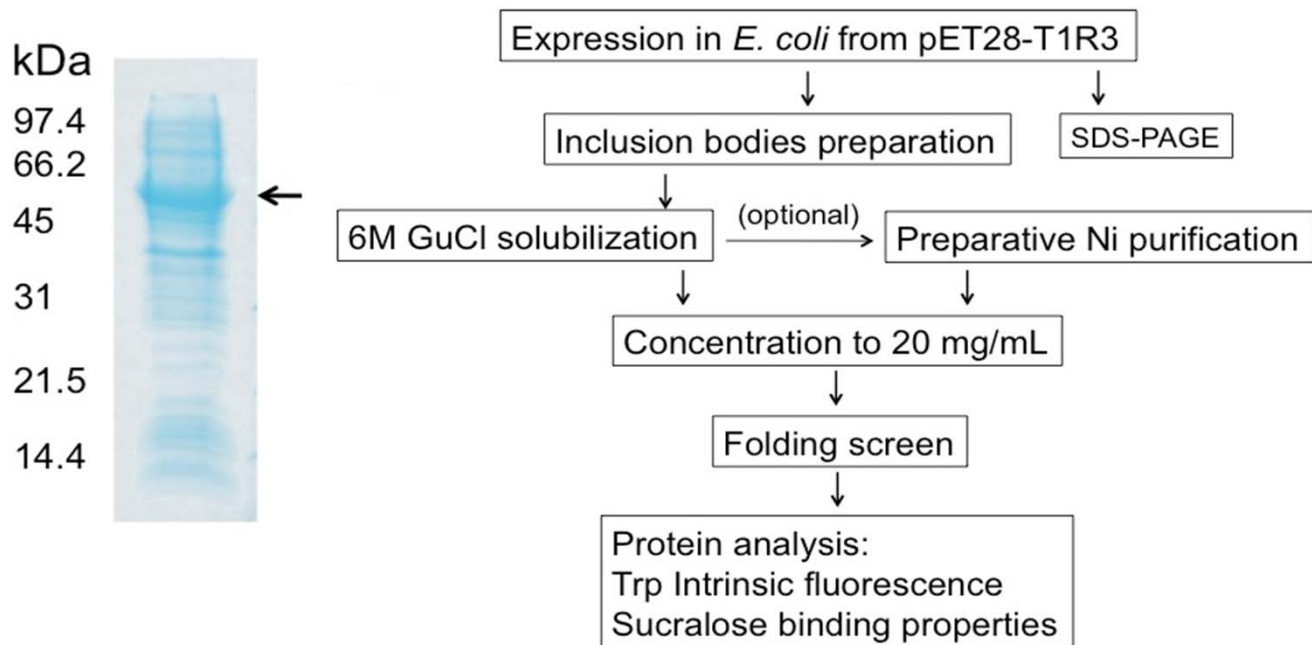 kDa
97.4
66.2
45
31
21.5
14.4
Expression in E. coli from pET28-T1R3
Inclusion bodies preparation
SDS-PAGE
6M GuCl solubilization
(optional)
Preparative Ni purification
Concentration to 20 mg/mL
Folding screen
Protein analysis:
Trp Intrinsic fluorescence
Sucralose binding properties